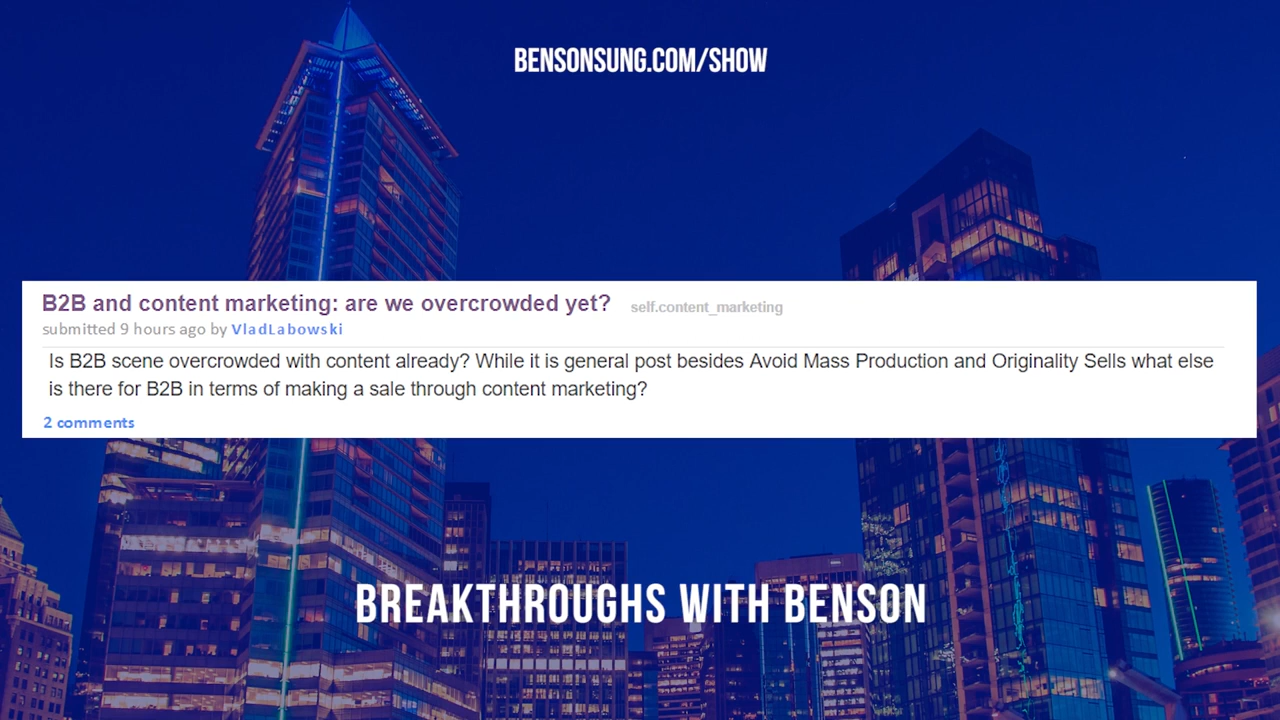 BENSONSUNG.COM/SHOW
B2B and content marketing: are we overcrowded yet? self.content_marketing
submitted 9 hours ago by VladLabowski
Is B2B scene overcrowded with content already? While it is general post besides Avoid Mass Production and Originality Sells what else
is there for B2B in terms of making a sale through content marketing?
2 comments
BREAKTHROUGHS WITH BENSON